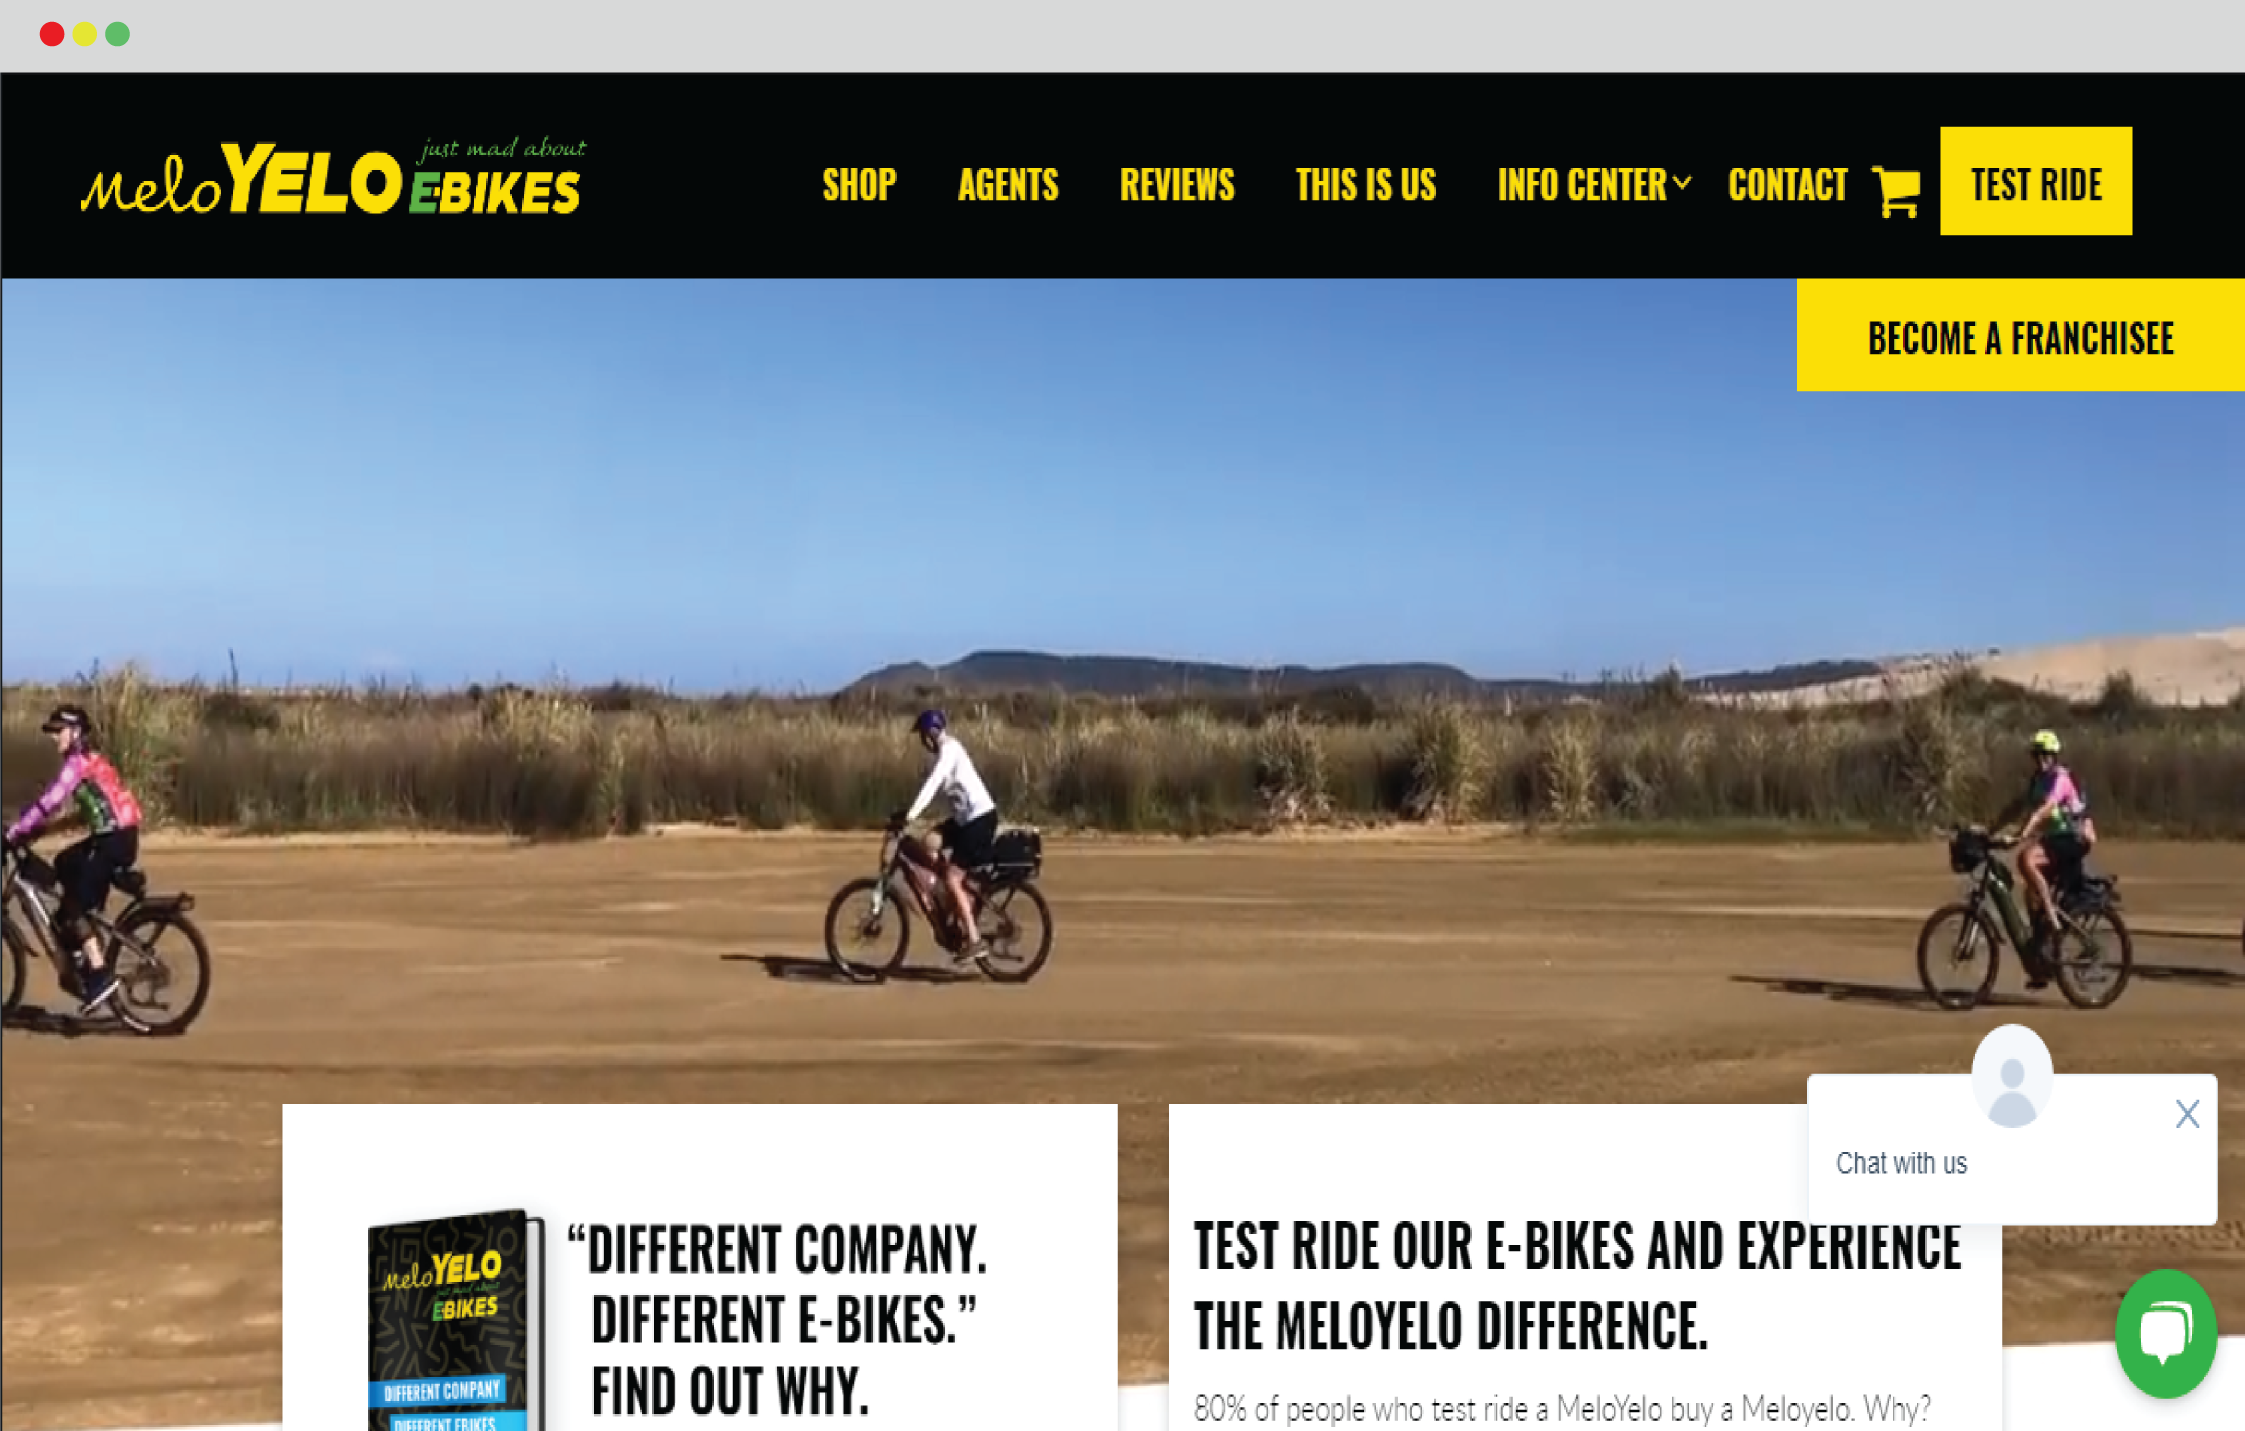 meloYELO just mad about
E-BIKES
SHOP AGENTS REVIEWS THIS IS US INFO CENTER CONTACT TEST RIDE
BECOME A FRANCHISEE
Chat with us
meloYELO
just mad about
EBIKES
DIFFERENT COMPANY
DIFFERENT EBIKES
“DIFFERENT COMPANY.
DIFFERENT E-BIKES.”
FIND OUT WHY.
TEST RIDE OUR E-BIKES AND EXPERIENCE
THE MELOYELO DIFFERENCE.
80% of people who test ride a MeloYelo buy a Meloyelo. Why?